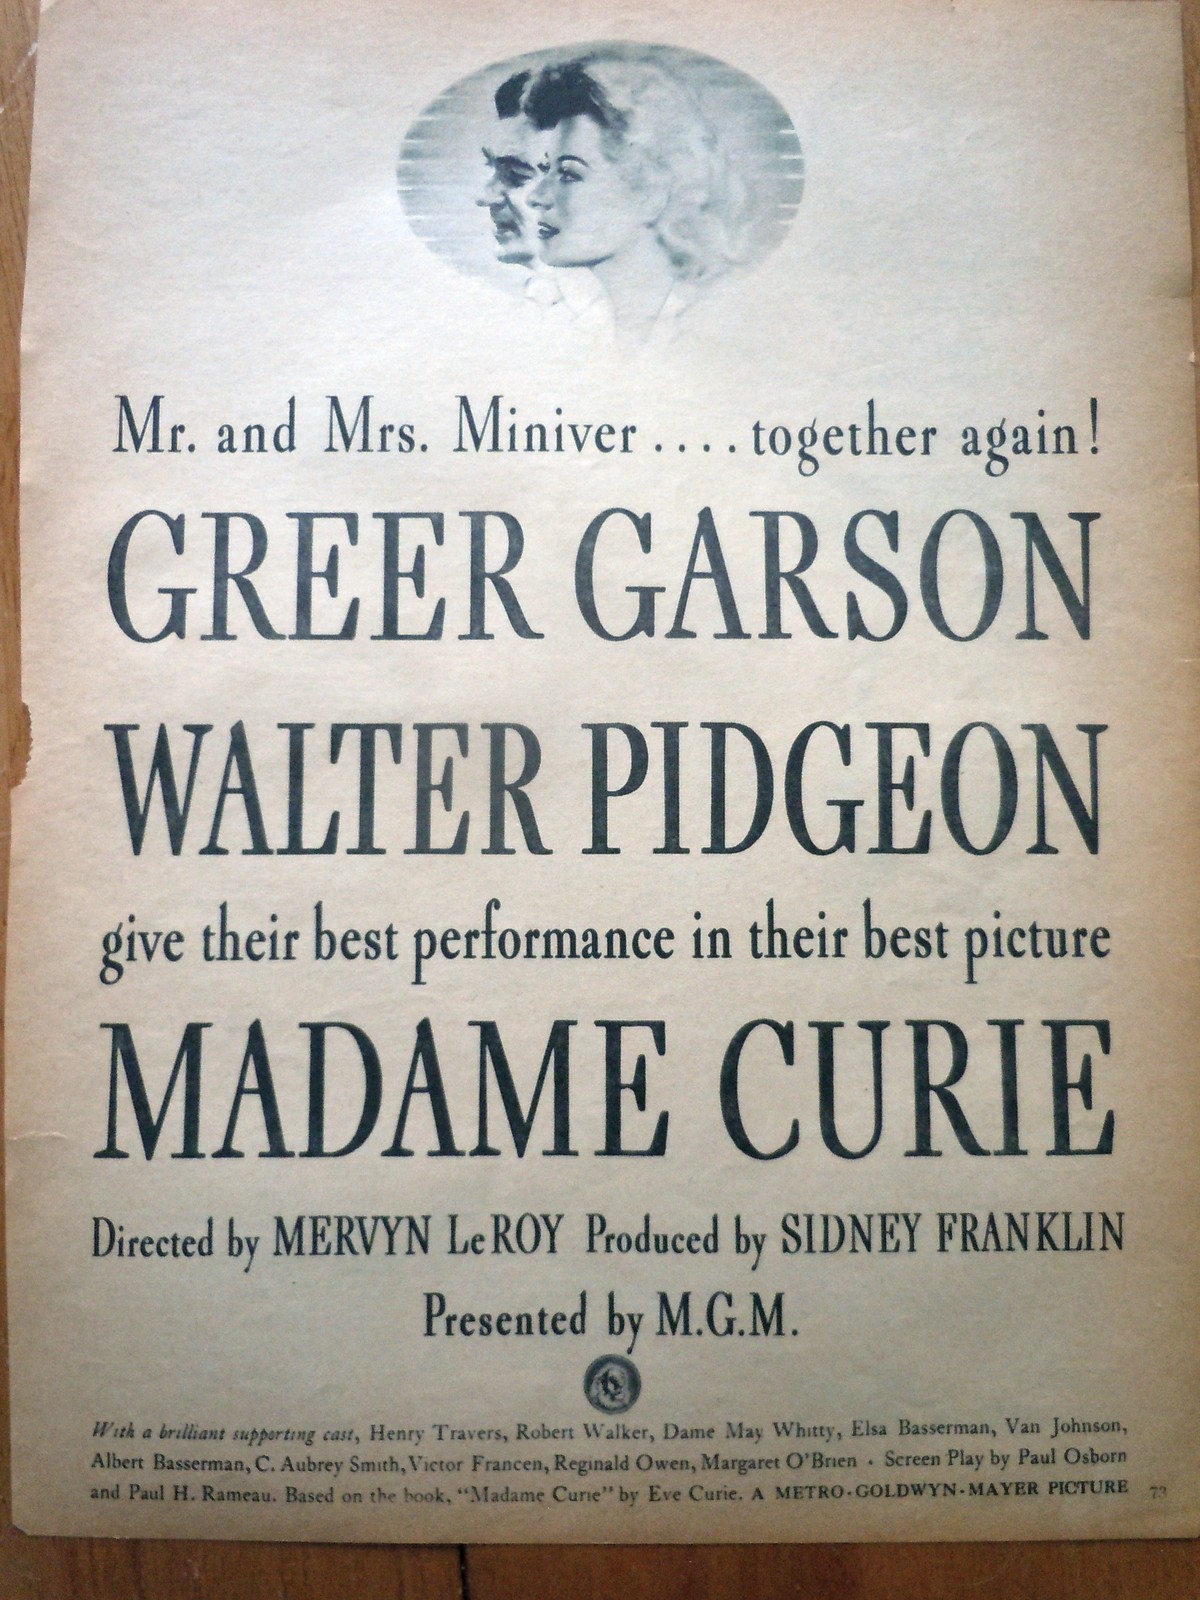 Mr. and Mrs. Miniver .... together again!
GREER GARSON
WALTER PIDGEON
give their best performance in their best picture
MADAME CURIE
Directed by MERVYN LeROY Produced by SIDNEY FRANKLIN
Presented by M.G.M.
With a brilliant supporting cast, Henry Travers, Robert Walker, Dame May Whitty, Elsa Basserman, Van Johnson,
Albert Basserman, C. Aubrey Smith, Victor Francen, Reginald Owen, Margaret O'Brien · Screen Play by Paul Osborn
and Paul H. Rameau. Based on the book, "Madame Curie" by Eve Curie. A METRO-GOLDWYN-MAYER PICTURE 73